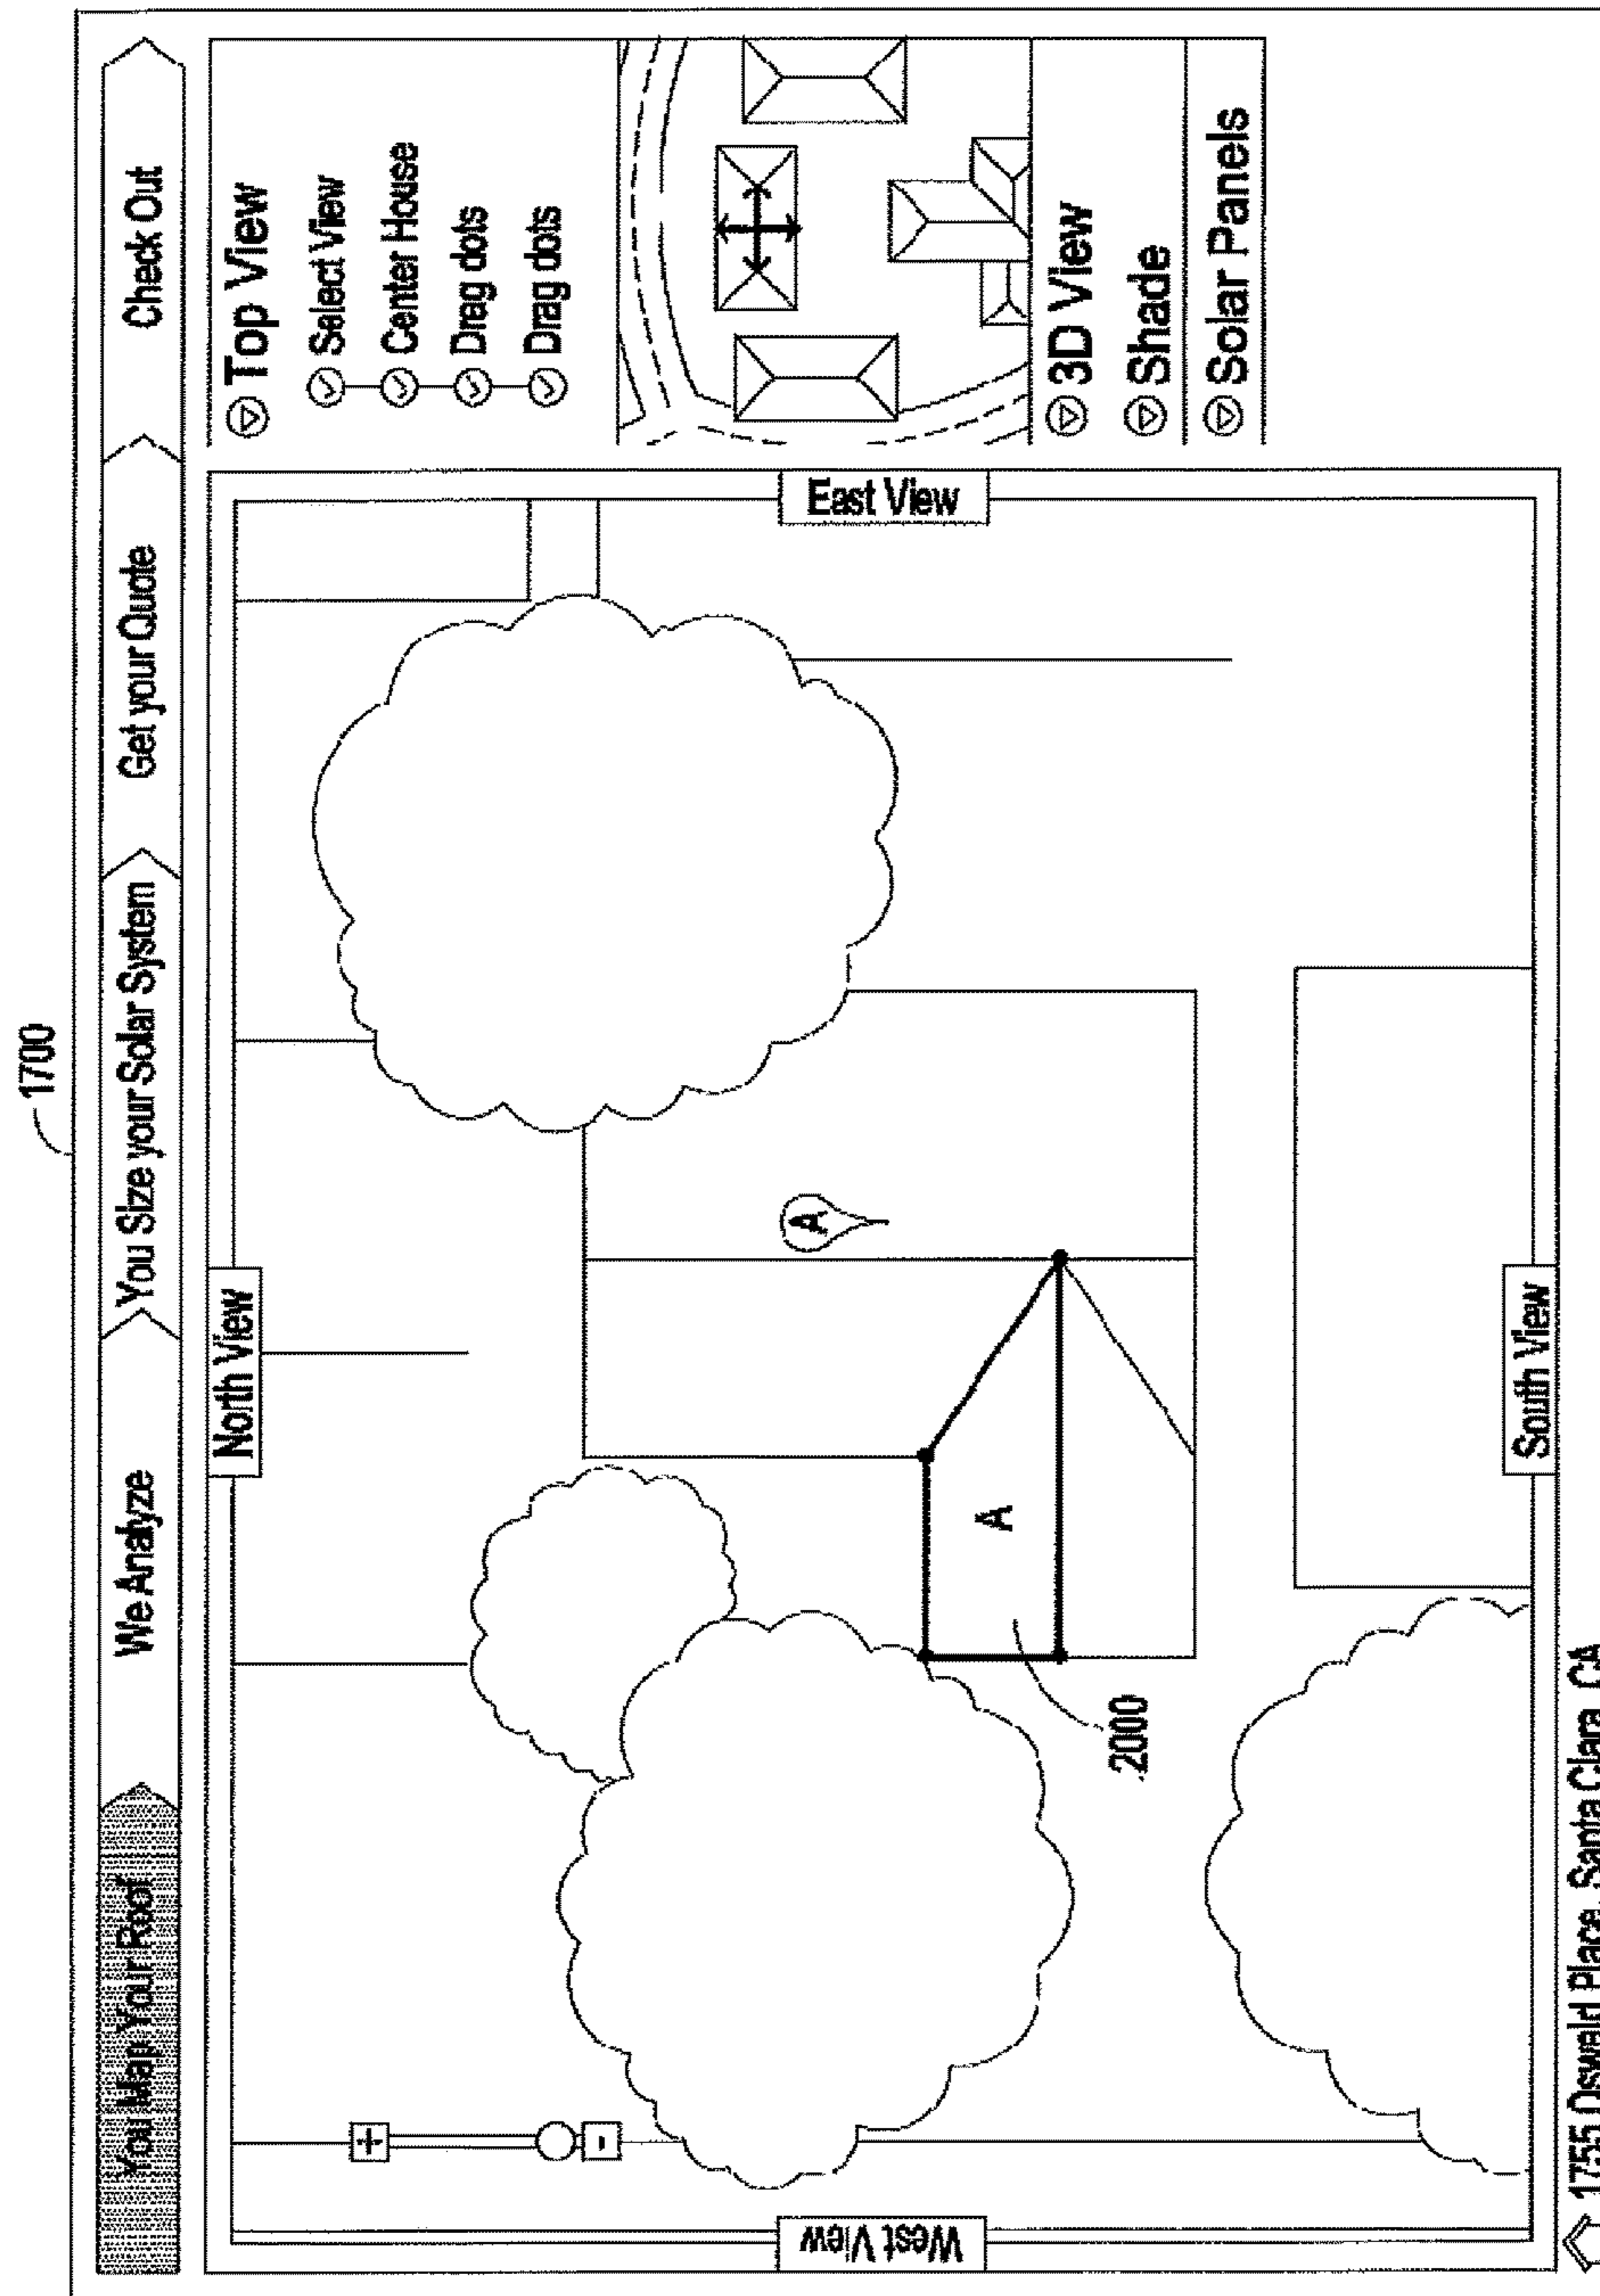 1700
You Map Your Roof
We Analyze
You Size your Solar System
Get your Quote
Check Out
North View
East View
West View
South View
A
A
2000
Top View
Select View
Center House
Drag dots
Drag dots
3D View
Shade
Solar Panels
+
-
1755 Oswald Place, Santa Clara, CA